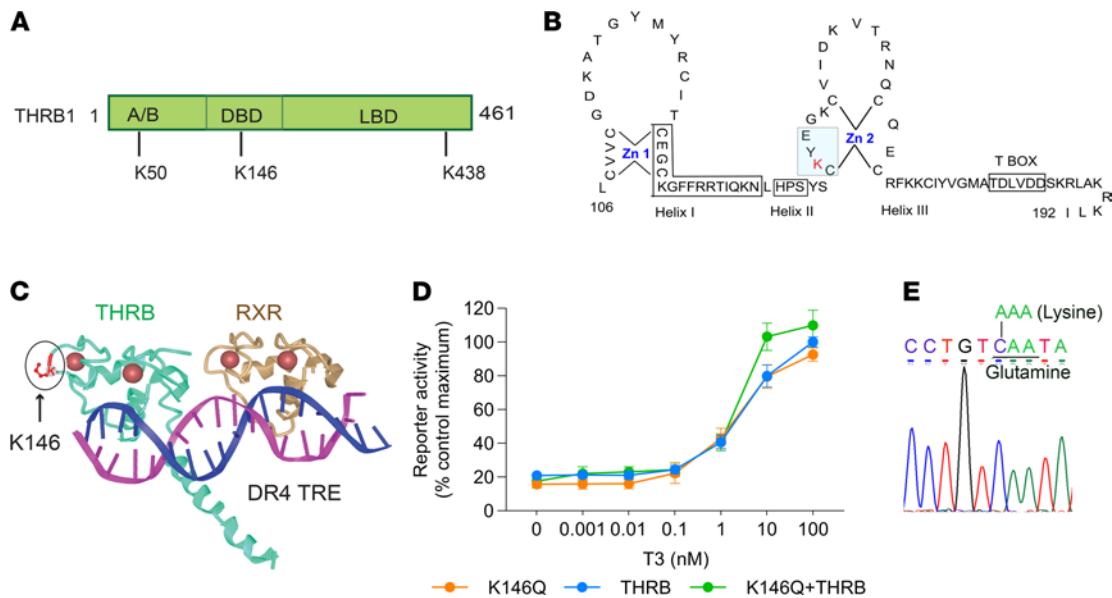 A
THRB1 1 A/B DBD LBD 461
K50 K146 K438
B
L C V V C G D K A T G Y M Y R C I T
Zn 1
C E G C
KGFFRRTIQKN L HPS YS
C K Y E G K C V I D K V T R N Q C Q E C
Zn 2
T BOX
RFKKCIYVGMATDLVDDSKRLAK
R
K L I
106 Helix I Helix II Helix III 192
C
THRB RXR
K146
DR4 TRE
D
Reporter activity
(% control maximum)
120
100
80
60
40
20
0
0 0.001 0.01 0.1 1 10 100
T3 (nM)
K146Q THRB K146Q+THRB
E
AAA (Lysine)
CCTGTCAATA
Glutamine